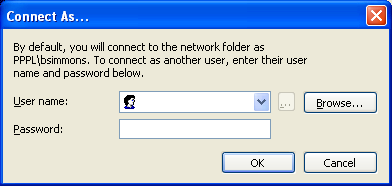 Connect As...
By default, you will connect to the network folder as
PPPL\bsimmons. To connect as another user, enter their user
name and password below.
User name:
...
Browse...
Password:
OK
Cancel